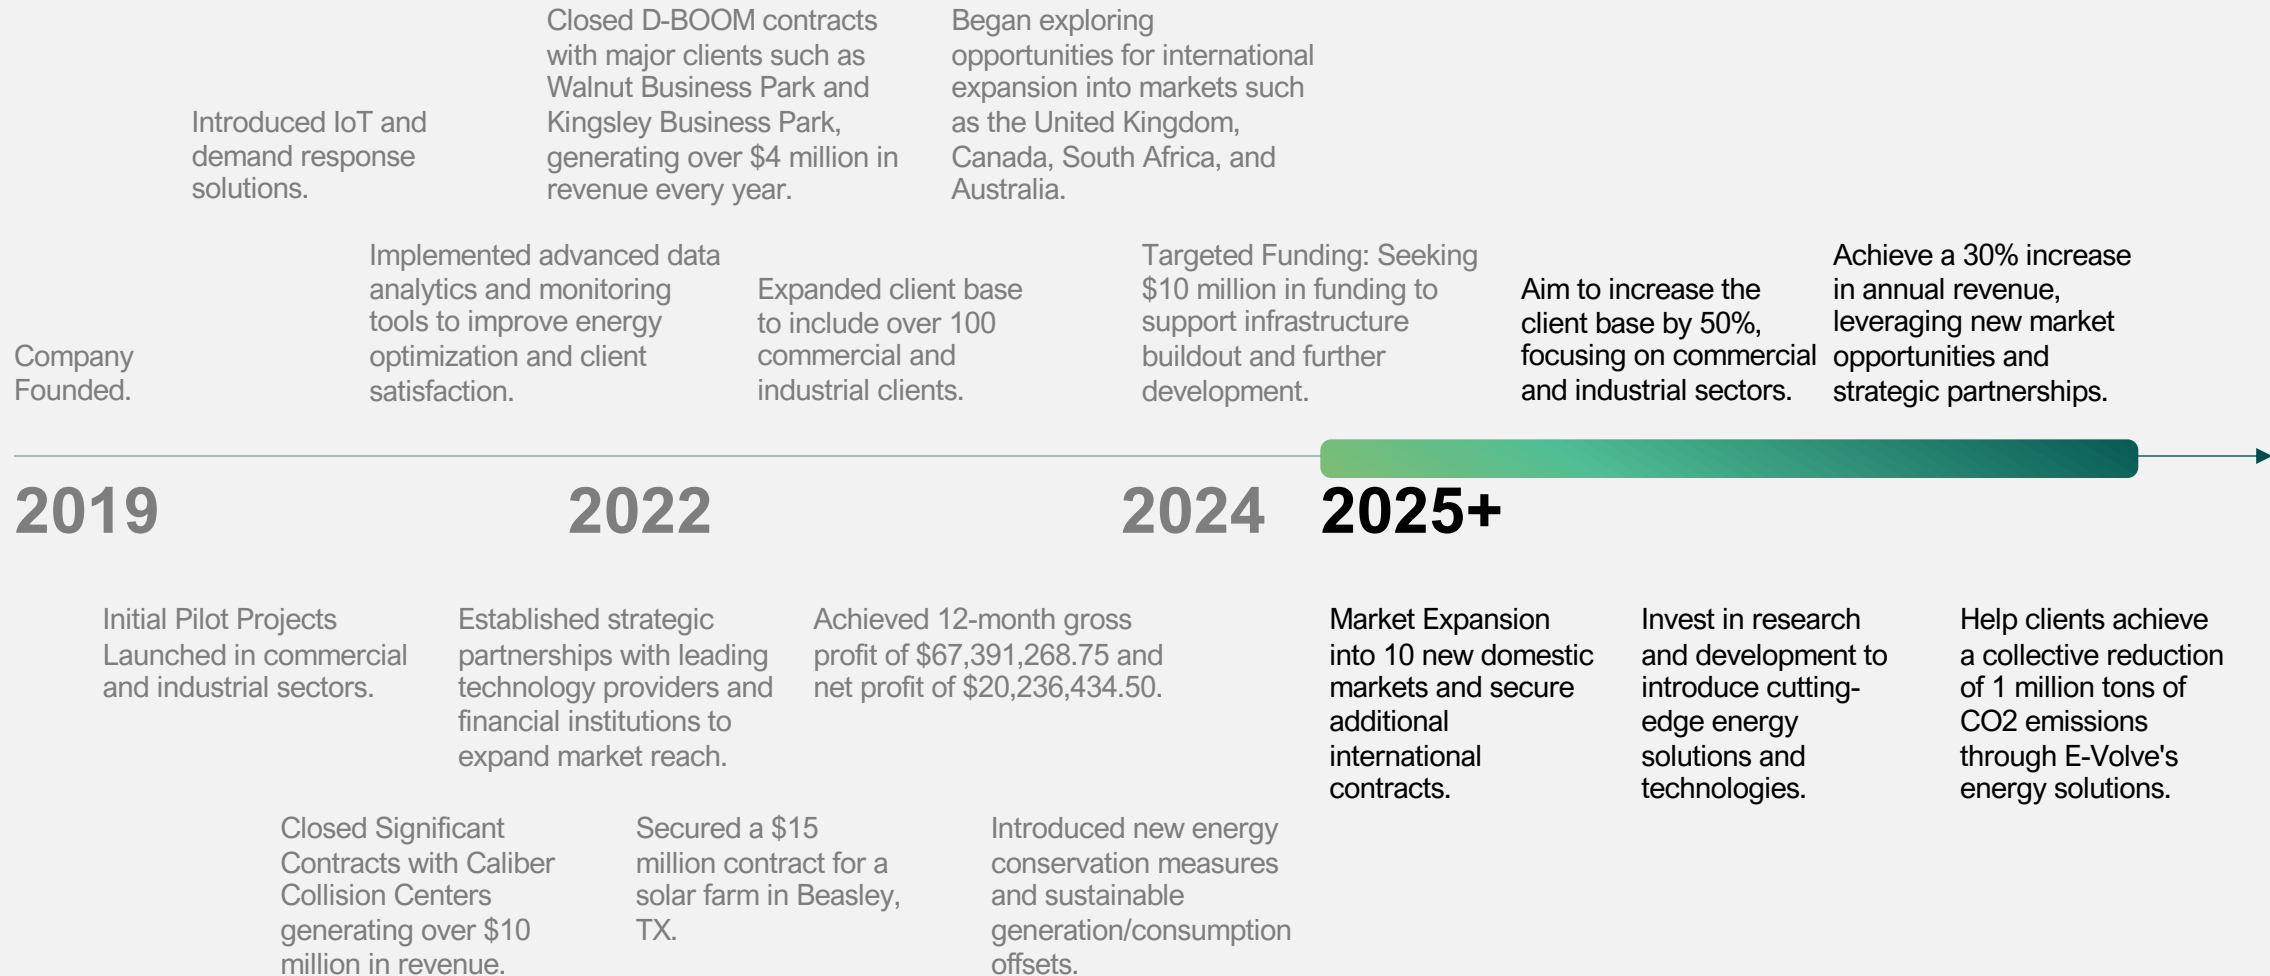 Closed D-BOOM contracts
with major clients such as
Walnut Business Park and
Kingsley Business Park,
generating over $4 million in
revenue every year.
Began exploring
opportunities for international
expansion into markets such
as the United Kingdom,
Canada, South Africa, and
Australia.
Introduced IoT and
demand response
solutions.
Company
Founded.
Implemented advanced data
analytics and monitoring
tools to improve energy
optimization and client
satisfaction.
Expanded client base
to include over 100
commercial and
industrial clients.
Targeted Funding: Seeking
$10 million in funding to
support infrastructure
buildout and further
development.
Aim to increase the
client base by 50%,
focusing on commercial
and industrial sectors.
Achieve a 30% increase
in annual revenue,
leveraging new market
opportunities and
strategic partnerships.
2019
2022
2024
2025+
Initial Pilot Projects
Launched in commercial
and industrial sectors.
Established strategic
partnerships with leading
technology providers and
financial institutions to
expand market reach.
Achieved 12-month gross
profit of $67,391,268.75 and
net profit of $20,236,434.50.
Market Expansion
into 10 new domestic
markets and secure
additional
international
contracts.
Invest in research
and development to
introduce cutting-
edge energy
solutions and
technologies.
Help clients achieve
a collective reduction
of 1 million tons of
CO2 emissions
through E-Volve's
energy solutions.
Closed Significant
Contracts with Caliber
Collision Centers
generating over $10
million in revenue.
Secured a $15
million contract for a
solar farm in Beasley,
TX.
Introduced new energy
conservation measures
and sustainable
generation/consumption
offsets.